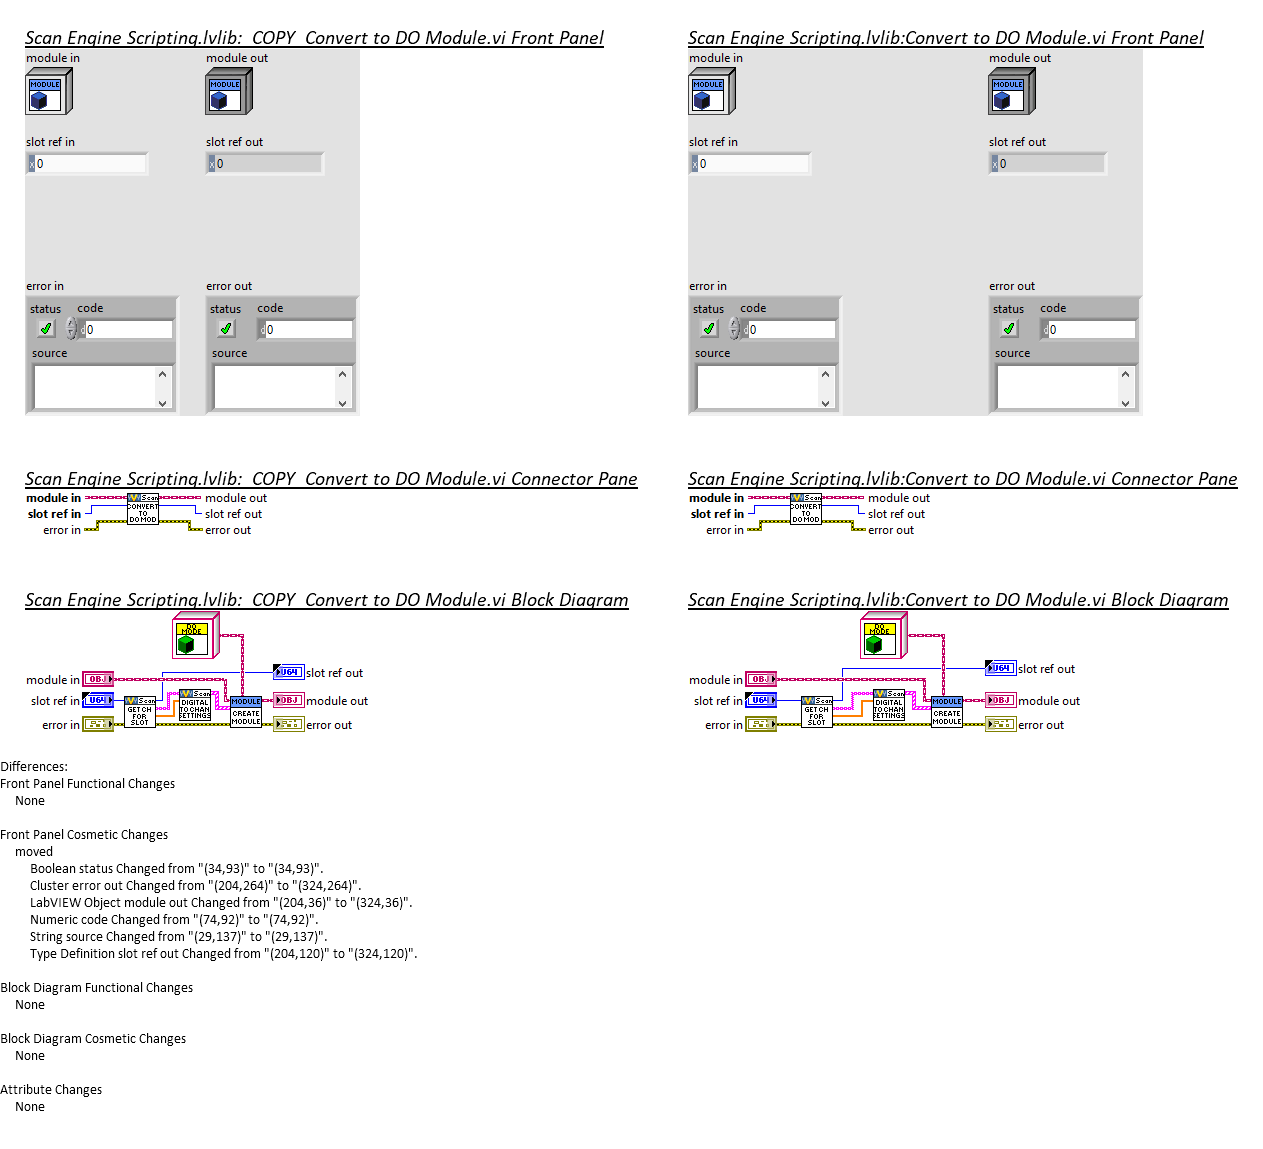 Scan Engine Scripting.lvlib:  COPY  Convert to DO Module.vi Front Panel
module in
module out
MODULE
MODULE
slot ref in
slot ref out
x 0
x 0
error in
error out
status
code
status
code
d 0
d 0
source
source
Scan Engine Scripting.lvlib:Convert to DO Module.vi Front Panel
module in
module out
MODULE
MODULE
slot ref in
slot ref out
x 0
x 0
error in
error out
status
code
status
code
d 0
d 0
source
source
Scan Engine Scripting.lvlib:  COPY  Convert to DO Module.vi Connector Pane
module in
Scan
module out
slot ref in
CONVERT
TO
DO MOD
slot ref out
error in
error out
Scan Engine Scripting.lvlib:Convert to DO Module.vi Connector Pane
module in
Scan
module out
slot ref in
CONVERT
TO
DO MOD
slot ref out
error in
error out
Scan Engine Scripting.lvlib:  COPY  Convert to DO Module.vi Block Diagram
DO
MODE
U64
slot ref out
module in
OBJ
slot ref in
U64
Scan
GET CH
FOR
SLOT
Scan
DIGITAL
TO CHAN
SETTINGS
MODULE
CREATE
MODULE
OBJ
module out
error in
error out
Scan Engine Scripting.lvlib:Convert to DO Module.vi Block Diagram
DO
MODE
U64
slot ref out
module in
OBJ
slot ref in
U64
Scan
GET CH
FOR
SLOT
Scan
DIGITAL
TO CHAN
SETTINGS
MODULE
CREATE
MODULE
OBJ
module out
error in
error out
Differences:
Front Panel Functional Changes
None
Front Panel Cosmetic Changes
moved
Boolean status Changed from "(34,93)" to "(34,93)".
Cluster error out Changed from "(204,264)" to "(324,264)".
LabVIEW Object module out Changed from "(204,36)" to "(324,36)".
Numeric code Changed from "(74,92)" to "(74,92)".
String source Changed from "(29,137)" to "(29,137)".
Type Definition slot ref out Changed from "(204,120)" to "(324,120)".
Block Diagram Functional Changes
None
Block Diagram Cosmetic Changes
None
Attribute Changes
None